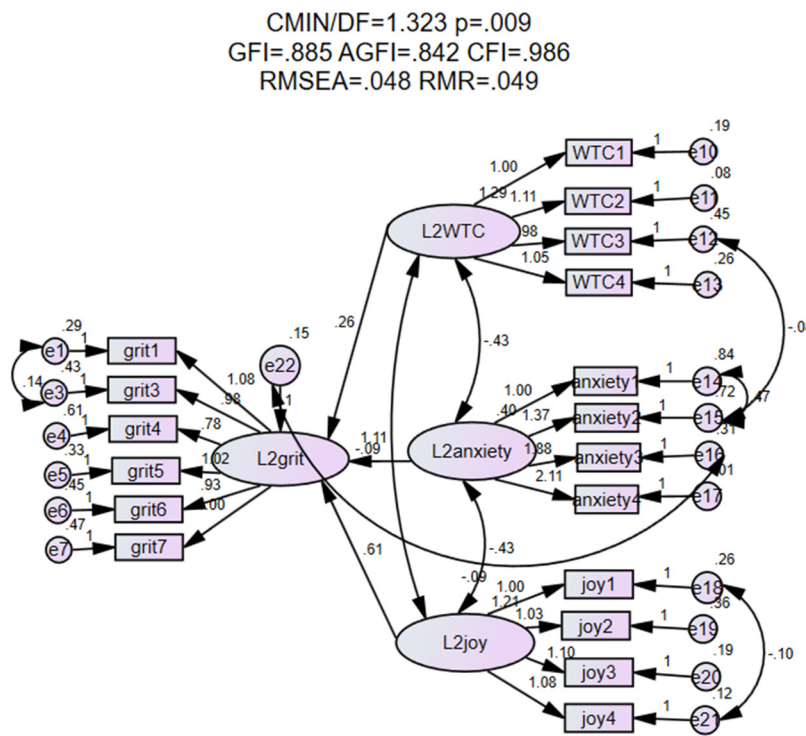 CMIN/DF=1.323 p=.009
GFI=.885 AGFI=.842 CFI=.986
RMSEA=.048 RMR=.049
.19
WTC1
1
e10
1.00
.08
1.29
1.11
WTC2
1
e11
.45
L2WTC
.98
WTC3
1
e12
.26
1.05
WTC4
1
e13
.29
e1
1
grit1
.26
.15
-.43
-.0
.43
e22
.84
.14
e3
1
grit3
1.08
1.00
anxiety1
1
e14
.72
.47
.61
.98
1
.40
1.37
anxiety2
1
e15
e4
1
grit4
.78
.31
.33
L2grit
1.11
-.09
L2anxiety
1.88
anxiety3
1
e16
e5
1
grit5
1.02
.01
.45
.93
2.11
anxiety4
1
e17
e6
1
grit6
.47
e7
1
grit7
.61
-.43
.26
-.09
1.00
joy1
1
e18
1.21
.36
1.03
joy2
1
e19
L2joy
.19
-.10
1.10
joy3
1
e20
1.08
.12
joy4
1
e21